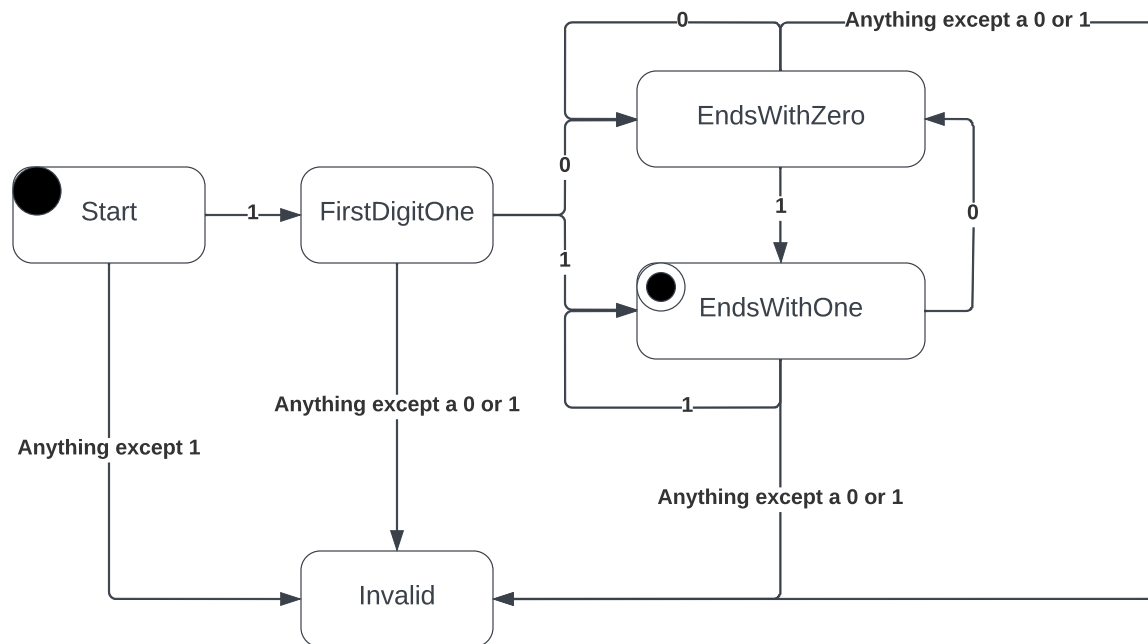 0
Anything except a 0 or 1
EndsWithZero
0
Start
1
FirstDigitOne
1
0
1
EndsWithOne
1
Anything except a 0 or 1
Anything except 1
Anything except a 0 or 1
Invalid